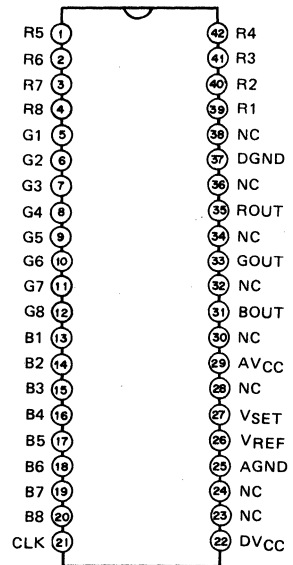 R5 1 42 R4
R6 2 41 R3
R7 3 40 R2
R8 4 39 R1
G1 5 38 NC
G2 6 37 DGND
G3 7 36 NC
G4 8 35 ROUT
G5 9 34 NC
G6 10 33 GOUT
G7 11 32 NC
G8 12 31 BOUT
B1 13 30 NC
B2 14 29 AVCC
B3 15 28 NC
B4 16 27 VSET
B5 17 26 VREF
B6 18 25 AGND
B7 19 24 NC
B8 20 23 NC
CLK 21 22 DVCC